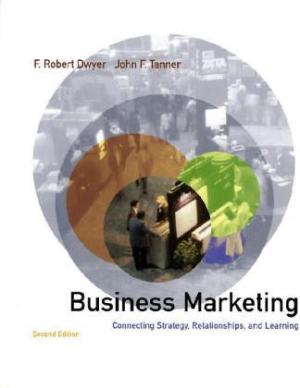 F. Robert Dwyer John F. Tanner
Business Marketing
Connecting Strategy, Relationships, and Learning
Second Edition